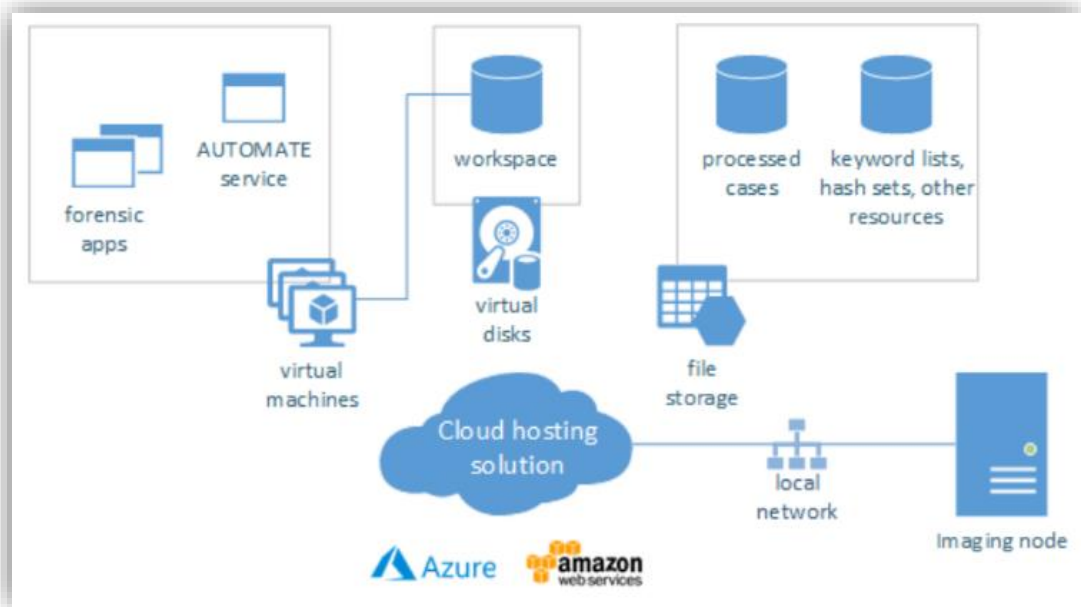 AUTOMATE
service
forensic
apps
workspace
processed
cases
keyword lists,
hash sets, other
resources
virtual
machines
virtual
disks
file
storage
Cloud hosting
solution
local
network
Imaging node
Azure
amazon
web services